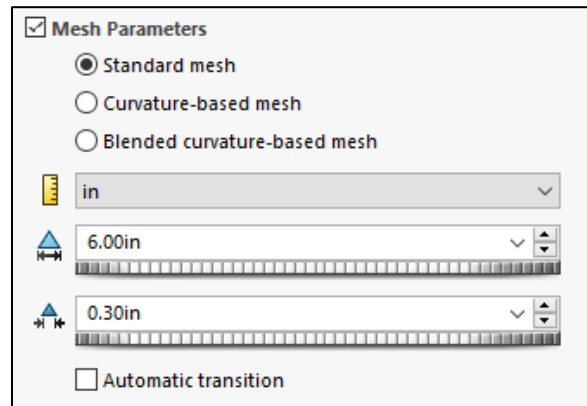 Mesh Parameters
Standard mesh
Curvature-based mesh
Blended curvature-based mesh
in
6.00in
0.30in
Automatic transition